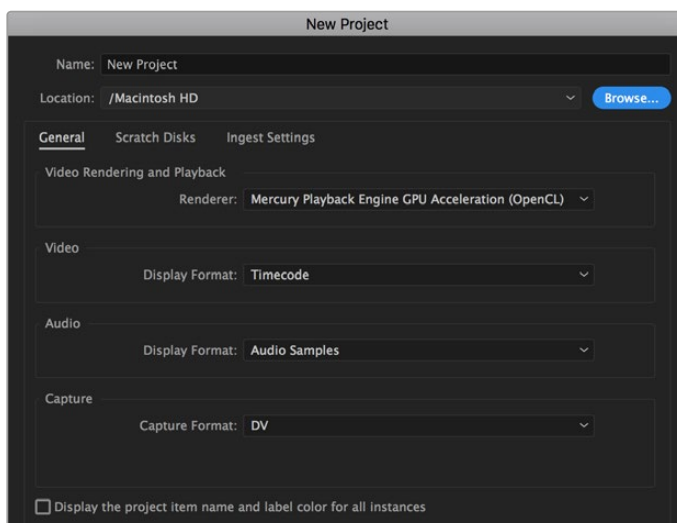 New Project
Name: New Project
Location: /Macintosh HD Browse...
General Scratch Disks Ingest Settings
Video Rendering and Playback
Renderer: Mercury Playback Engine GPU Acceleration (OpenCL)
Video
Display Format: Timecode
Audio
Display Format: Audio Samples
Capture
Capture Format: DV
Display the project item name and label color for all instances